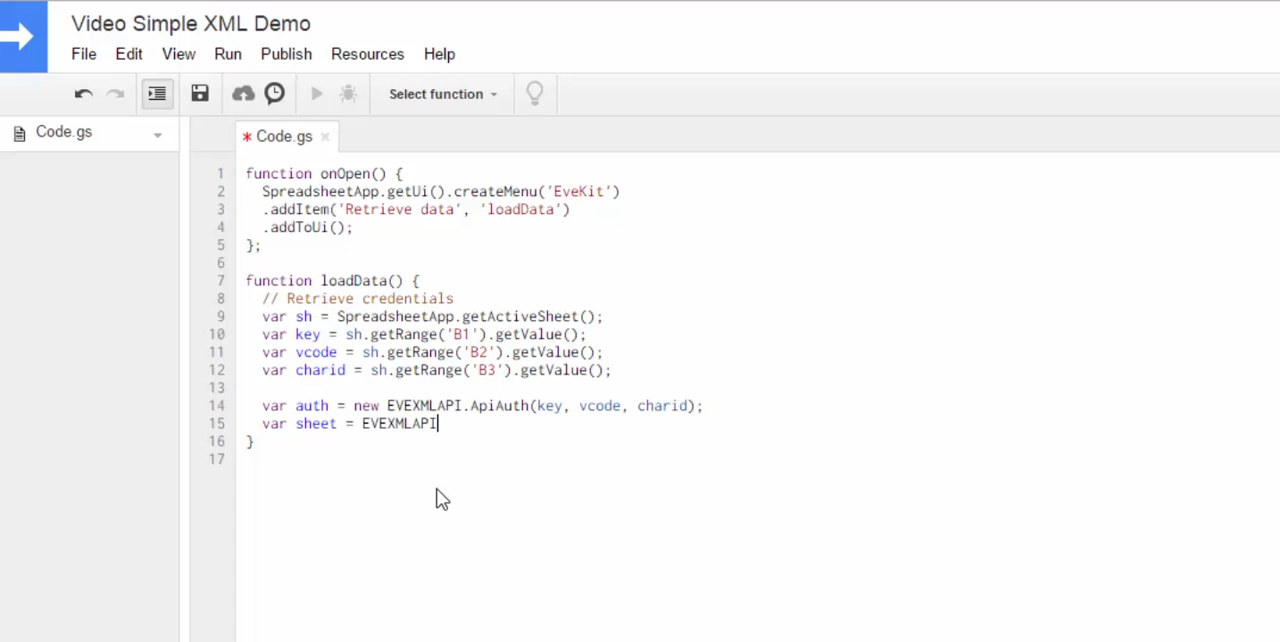 Video Simple XML Demo
File Edit View Run Publish Resources Help
Select function
Code.gs
* Code.gs ×
1 function onOpen() {
2   SpreadsheetApp.getUi().createMenu('EveKit')
3   .addItem('Retrieve data', 'loadData')
4   .addToUi();
5 };
6
7 function loadData() {
8   // Retrieve credentials
9   var sh = SpreadsheetApp.getActiveSheet();
10   var key = sh.getRange('B1').getValue();
11   var vcode = sh.getRange('B2').getValue();
12   var charid = sh.getRange('B3').getValue();
13
14   var auth = new EVEXMLAPI.ApiAuth(key, vcode, charid);
15   var sheet = EVEXMLAPI
16 }
17